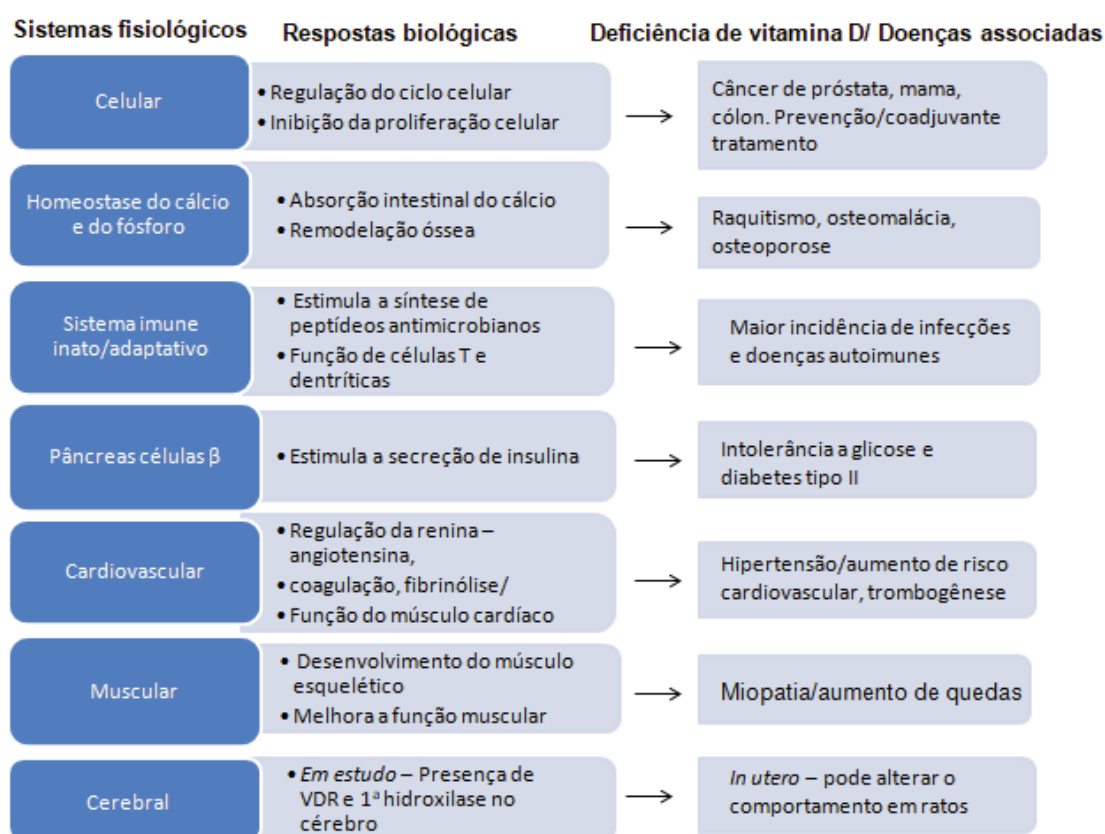 Sistemas fisiológicos
Respostas biológicas
Deficiência de vitamina D/ Doenças associadas
Celular
• Regulação do ciclo celular
• Inibição da proliferação celular
Câncer de próstata, mama,
cólon. Prevenção/coadjuvante
tratamento
Homeostase do cálcio
e do fósforo
• Absorção intestinal do cálcio
• Remodelação óssea
Raquitismo, osteomalácia,
osteoporose
Sistema imune
inato/adaptativo
• Estimula a síntese de
peptídeos antimicrobianos
• Função de células T e
dentríticas
Maior incidência de infecções
e doenças autoimunes
Pâncreas células β
• Estimula a secreção de insulina
Intolerância a glicose e
diabetes tipo II
Cardiovascular
• Regulação da renina –
angiotensina,
• coagulação, fibrinólise/
• Função do músculo cardíaco
Hipertensão/aumento de risco
cardiovascular, trombogênese
Muscular
• Desenvolvimento do músculo
esquelético
• Melhora a função muscular
Miopatia/aumento de quedas
Cerebral
• Em estudo – Presença de
VDR e 1ª hidroxilase no
cérebro
In utero – pode alterar o
comportamento em ratos